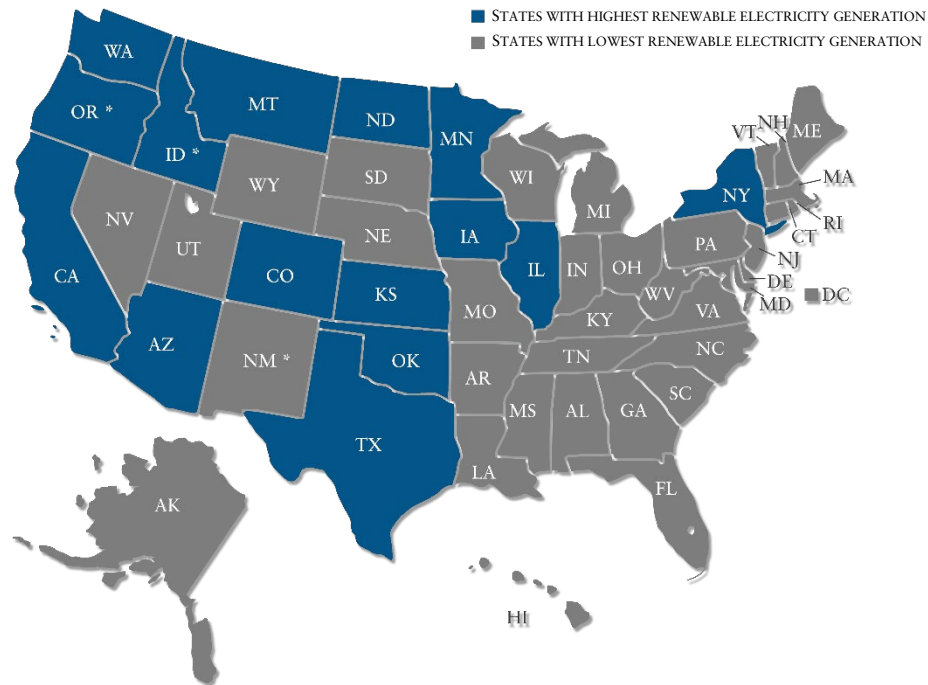 STATES WITH HIGHEST RENEWABLE ELECTRICITY GENERATION
STATES WITH LOWEST RENEWABLE ELECTRICITY GENERATION
WA
OR *
ID *
MT
ND
MN
WY
SD
WI
MI
NY
VT
NH
ME
MA
RI
CT
NV
UT
NE
IA
IL
IN
OH
PA
NJ
DE
MD
DC
CA
CO
KS
MO
KY
WV
VA
AZ
NM *
OK
AR
TN
NC
SC
TX
LA
MS
AL
GA
FL
AK
HI